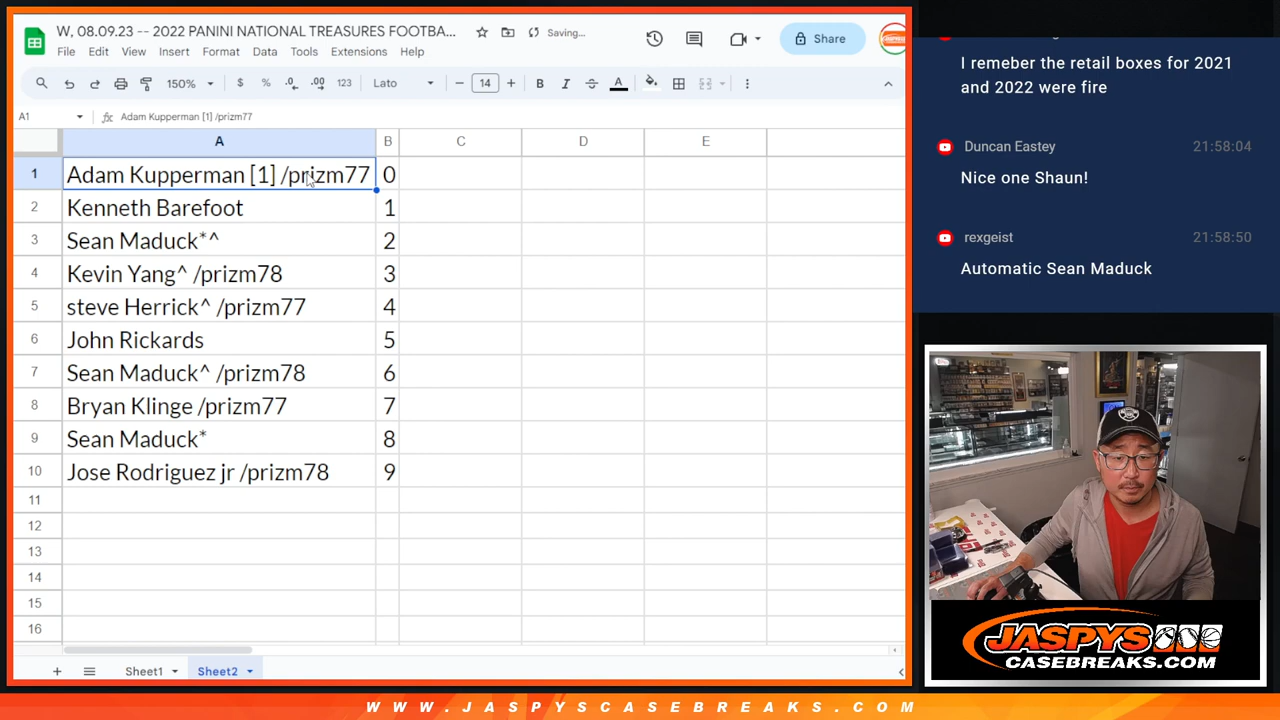 W, 08.09.23 -- 2022 PANINI NATIONAL TREASURES FOOTBA...
Saving...
Share
File Edit View Insert Format Data Tools Extensions Help
150% $ % .0 .00 123 Lato - 14 + B I S A
A1 fx Adam Kupperman [1] /prizm77
A B C D E
1 Adam Kupperman [1] /prizm77 0
2 Kenneth Barefoot 1
3 Sean Maduck*^ 2
4 Kevin Yang^ /prizm78 3
5 steve Herrick^ /prizm77 4
6 John Rickards 5
7 Sean Maduck^ /prizm78 6
8 Bryan Klinge /prizm77 7
9 Sean Maduck* 8
10 Jose Rodriguez jr /prizm78 9
11
12
13
14
15
16
+ Sheet1 Sheet2
I remeber the retail boxes for 2021
and 2022 were fire
Duncan Eastey 21:58:04
Nice one Shaun!
rexgeist 21:58:50
Automatic Sean Maduck
JASPYS
CASEBREAKS.COM
WWW.JASPYSCASEBREAKS.COM